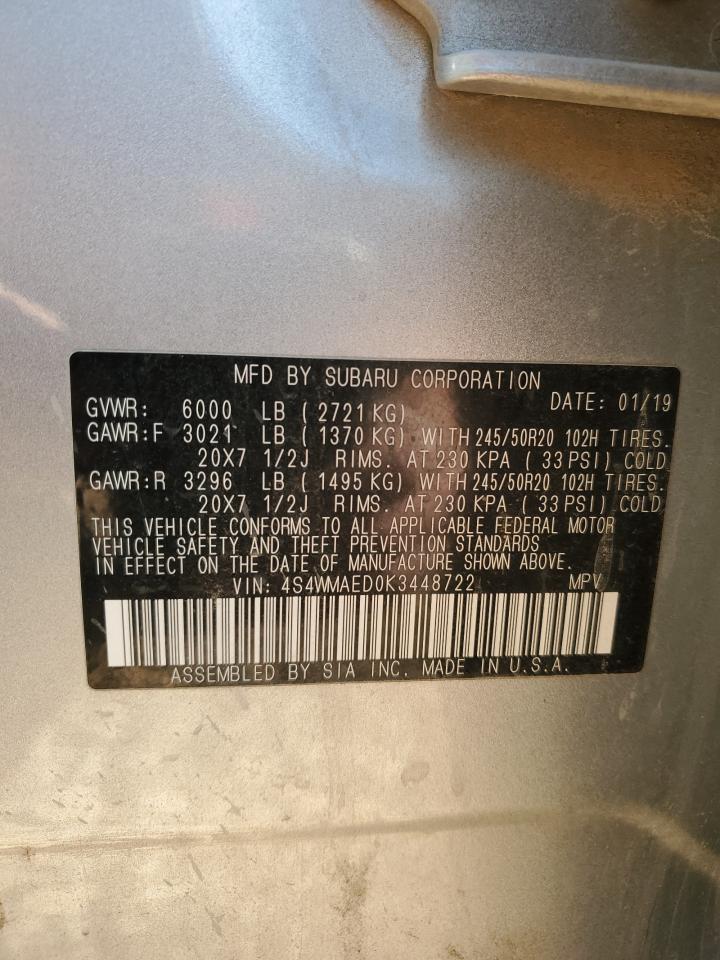 MFD BY SUBARU CORPORATION
GVWR: 6000 LB ( 2721 KG) DATE: 01/19
GAWR:F 3021 LB ( 1370 KG) WITH 245/50R20 102H TIRES.
20X7 1/2J RIMS. AT 230 KPA ( 33 PSI) COLD
GAWR:R 3296 LB ( 1495 KG) WITH 245/50R20 102H TIRES.
20X7 1/2J RIMS. AT 230 KPA ( 33 PSI) COLD
THIS VEHICLE CONFORMS TO ALL APPLICABLE FEDERAL MOTOR
VEHICLE SAFETY AND THEFT PREVENTION STANDARDS
IN EFFECT ON THE DATE OF MANUFACTURE SHOWN ABOVE.
VIN: 4S4WMAED0K3448722 MPV
ASSEMBLED BY SIA INC. MADE IN U.S.A.